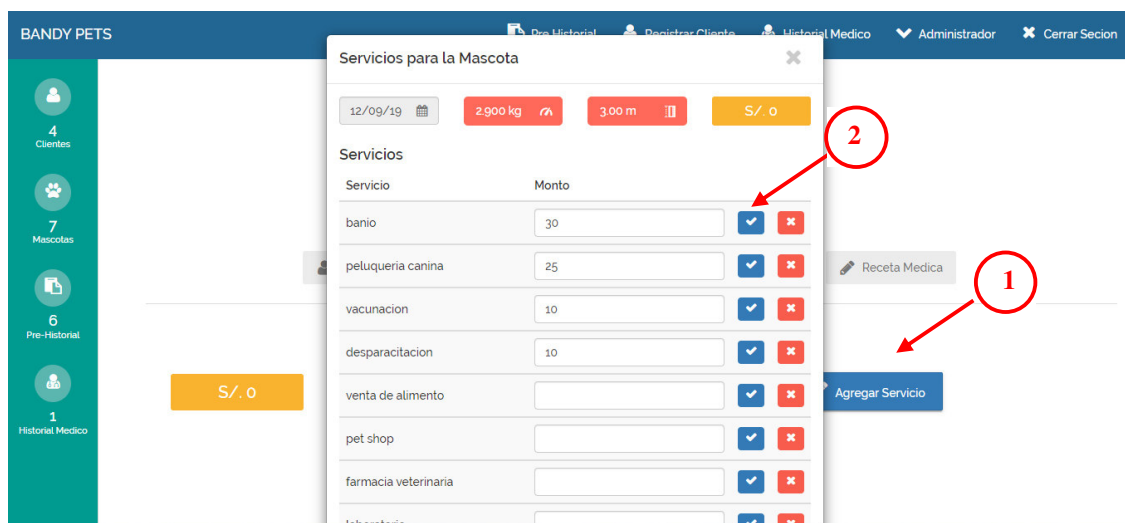 BANDY PETS
Pre Historial
Registrar Cliente
Historial Medico
Administrador
Cerrar Secion
Servicios para la Mascota
12/09/19
2.900 kg
3.00 m
S/. 0
2
4
Clientes
Servicios
Servicio Monto
7
Mascotas
banio 30
peluqueria canina 25
Receta Medica
1
6
Pre-Historial
vacunacion 10
desparacitacion 10
S/. 0
venta de alimento
Agregar Servicio
1
Historial Medico
pet shop
farmacia veterinaria
laboratorio